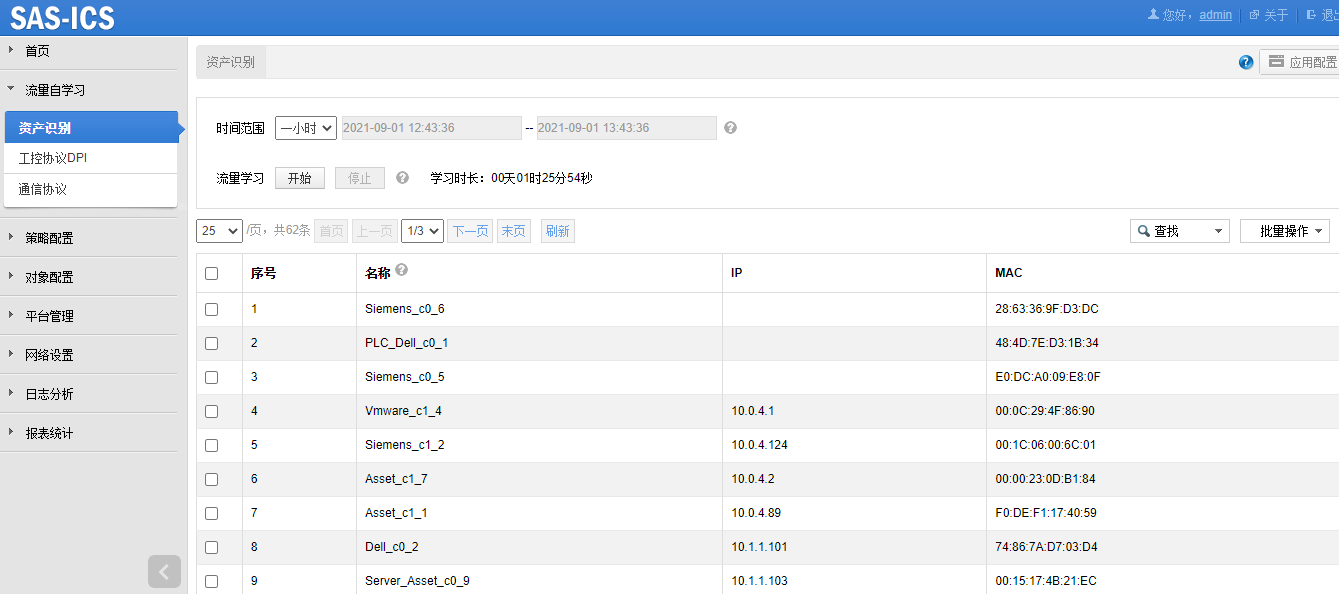 SAS-ICS
您好，admin 关于 退出
首页
流量自学习
资产识别
工控协议DPI
通信协议
策略配置
对象配置
平台管理
网络设置
日志分析
报表统计
资产识别 应用配置
时间范围 一小时 2021-09-01 12:43:36 -- 2021-09-01 13:43:36
流量学习 开始 停止 学习时长：00天01时25分54秒
25 /页，共62条 首页 上一页 1/3 下一页 末页 刷新 查找 批量操作
序号 名称 IP MAC
1 Siemens_c0_6 28:63:36:9F:D3:DC
2 PLC_Dell_c0_1 48:4D:7E:D3:1B:34
3 Siemens_c0_5 E0:DC:A0:09:E8:0F
4 Vmware_c1_4 10.0.4.1 00:0C:29:4F:86:90
5 Siemens_c1_2 10.0.4.124 00:1C:06:00:6C:01
6 Asset_c1_7 10.0.4.2 00:00:23:0D:B1:84
7 Asset_c1_1 10.0.4.89 F0:DE:F1:17:40:59
8 Dell_c0_2 10.1.1.101 74:86:7A:D7:03:D4
9 Server_Asset_c0_9 10.1.1.103 00:15:17:4B:21:EC